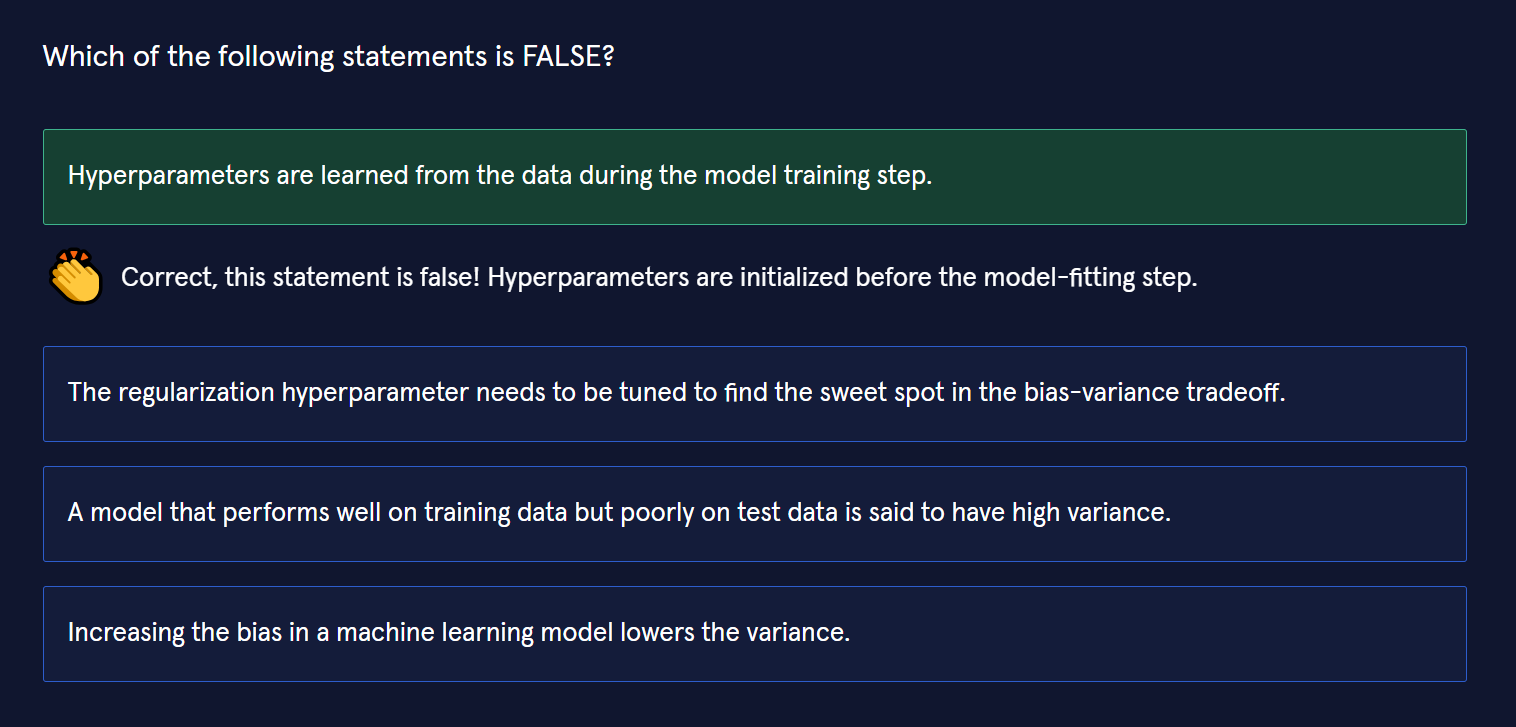 Which of the following statements is FALSE?
Hyperparameters are learned from the data during the model training step.
Correct, this statement is false! Hyperparameters are initialized before the model-fitting step.
The regularization hyperparameter needs to be tuned to find the sweet spot in the bias-variance tradeoff.
A model that performs well on training data but poorly on test data is said to have high variance.
Increasing the bias in a machine learning model lowers the variance.